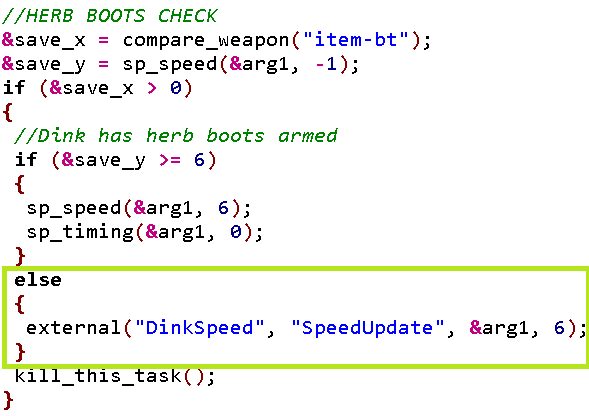 //HERB BOOTS CHECK
&save_x = compare_weapon("item-bt");
&save_y = sp_speed(&arg1, -1);
if (&save_x > 0)
{
//Dink has herb boots armed
if (&save_y >= 6)
{
sp_speed(&arg1, 6);
sp_timing(&arg1, 0);
}
else
{
external("DinkSpeed", "SpeedUpdate", &arg1, 6);
}
kill_this_task();
}